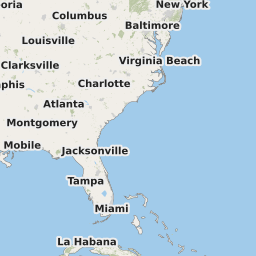 oria
New York
Columbus
Baltimore
Louisville
Virginia Beach
Clarksville
phis
Charlotte
Atlanta
Montgomery
Mobile
Jacksonville
Tampa
Miami
La Habana